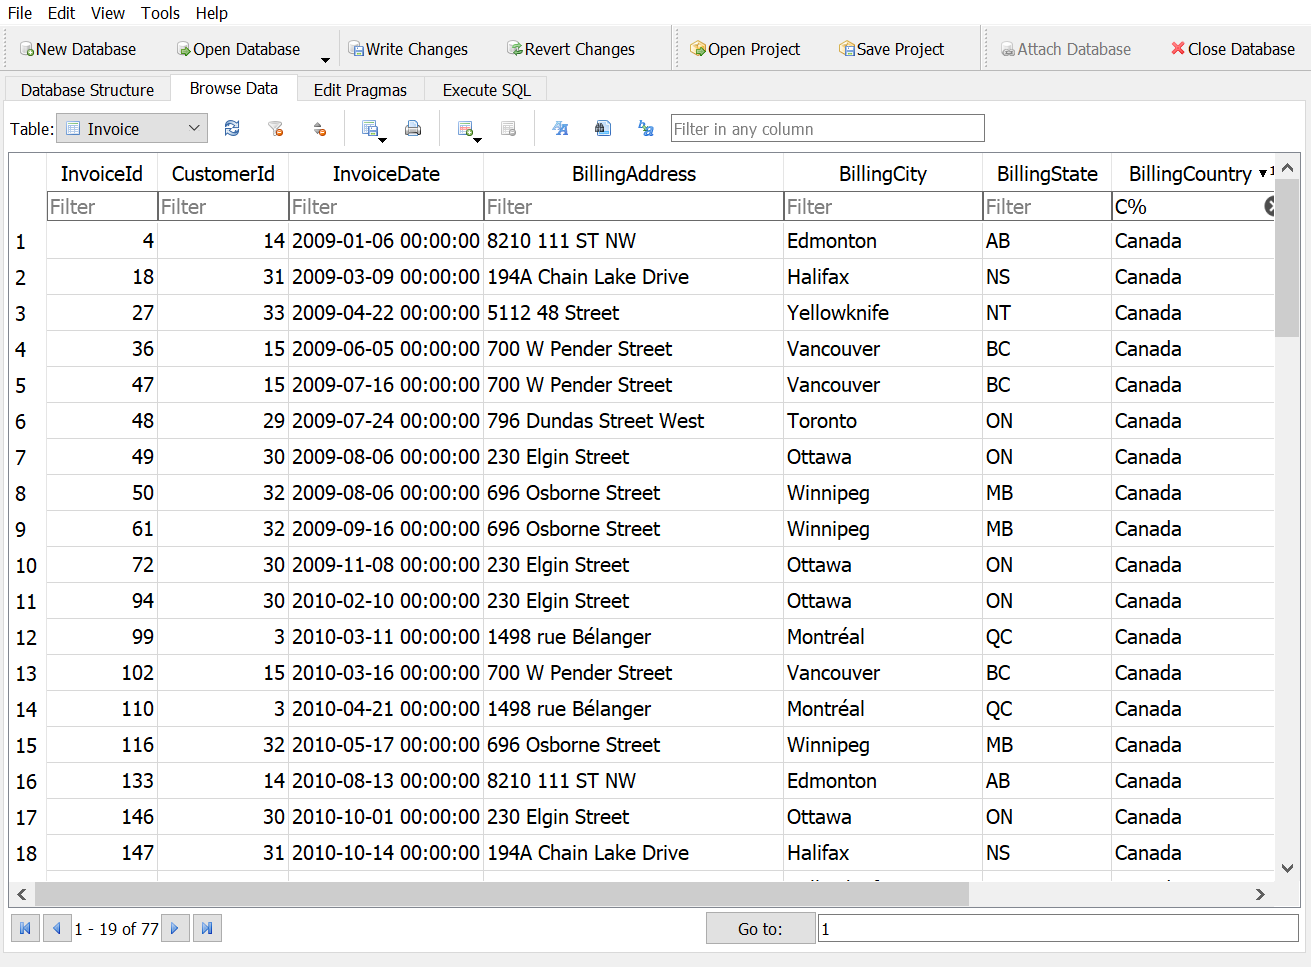 File Edit View Tools Help
New Database Open Database Write Changes Revert Changes Open Project Save Project Attach Database Close Database
Database Structure Browse Data Edit Pragmas Execute SQL
Table: Invoice Filter in any column
InvoiceId CustomerId InvoiceDate BillingAddress BillingCity BillingState BillingCountry 1
Filter Filter Filter Filter Filter Filter C%
1 4 14 2009-01-06 00:00:00 8210 111 ST NW Edmonton AB Canada
2 18 31 2009-03-09 00:00:00 194A Chain Lake Drive Halifax NS Canada
3 27 33 2009-04-22 00:00:00 5112 48 Street Yellowknife NT Canada
4 36 15 2009-06-05 00:00:00 700 W Pender Street Vancouver BC Canada
5 47 15 2009-07-16 00:00:00 700 W Pender Street Vancouver BC Canada
6 48 29 2009-07-24 00:00:00 796 Dundas Street West Toronto ON Canada
7 49 30 2009-08-06 00:00:00 230 Elgin Street Ottawa ON Canada
8 50 32 2009-08-06 00:00:00 696 Osborne Street Winnipeg MB Canada
9 61 32 2009-09-16 00:00:00 696 Osborne Street Winnipeg MB Canada
10 72 30 2009-11-08 00:00:00 230 Elgin Street Ottawa ON Canada
11 94 30 2010-02-10 00:00:00 230 Elgin Street Ottawa ON Canada
12 99 3 2010-03-11 00:00:00 1498 rue Bélanger Montréal QC Canada
13 102 15 2010-03-16 00:00:00 700 W Pender Street Vancouver BC Canada
14 110 3 2010-04-21 00:00:00 1498 rue Bélanger Montréal QC Canada
15 116 32 2010-05-17 00:00:00 696 Osborne Street Winnipeg MB Canada
16 133 14 2010-08-13 00:00:00 8210 111 ST NW Edmonton AB Canada
17 146 30 2010-10-01 00:00:00 230 Elgin Street Ottawa ON Canada
18 147 31 2010-10-14 00:00:00 194A Chain Lake Drive Halifax NS Canada
1 - 19 of 77 Go to: 1